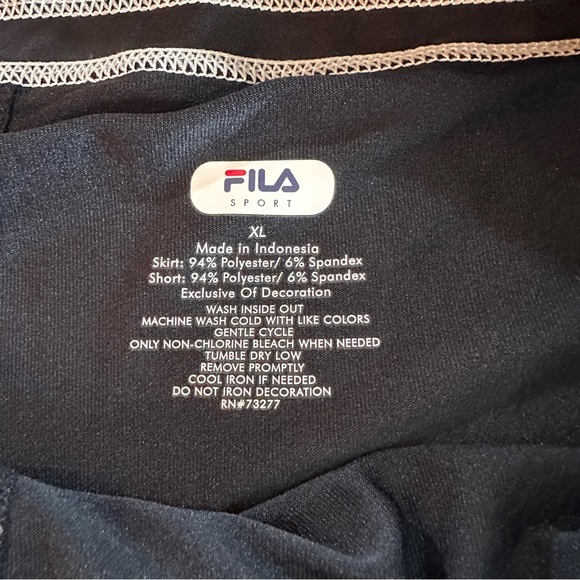 FILA
SPORT
XL
Made in Indonesia
Skirt: 94% Polyester/ 6% Spandex
Short: 94% Polyester/ 6% Spandex
Exclusive Of Decoration
WASH INSIDE OUT
MACHINE WASH COLD WITH LIKE COLORS
GENTLE CYCLE
ONLY NON-CHLORINE BLEACH WHEN NEEDED
TUMBLE DRY LOW
REMOVE PROMPTLY
COOL IRON IF NEEDED
DO NOT IRON DECORATION
RN#73277